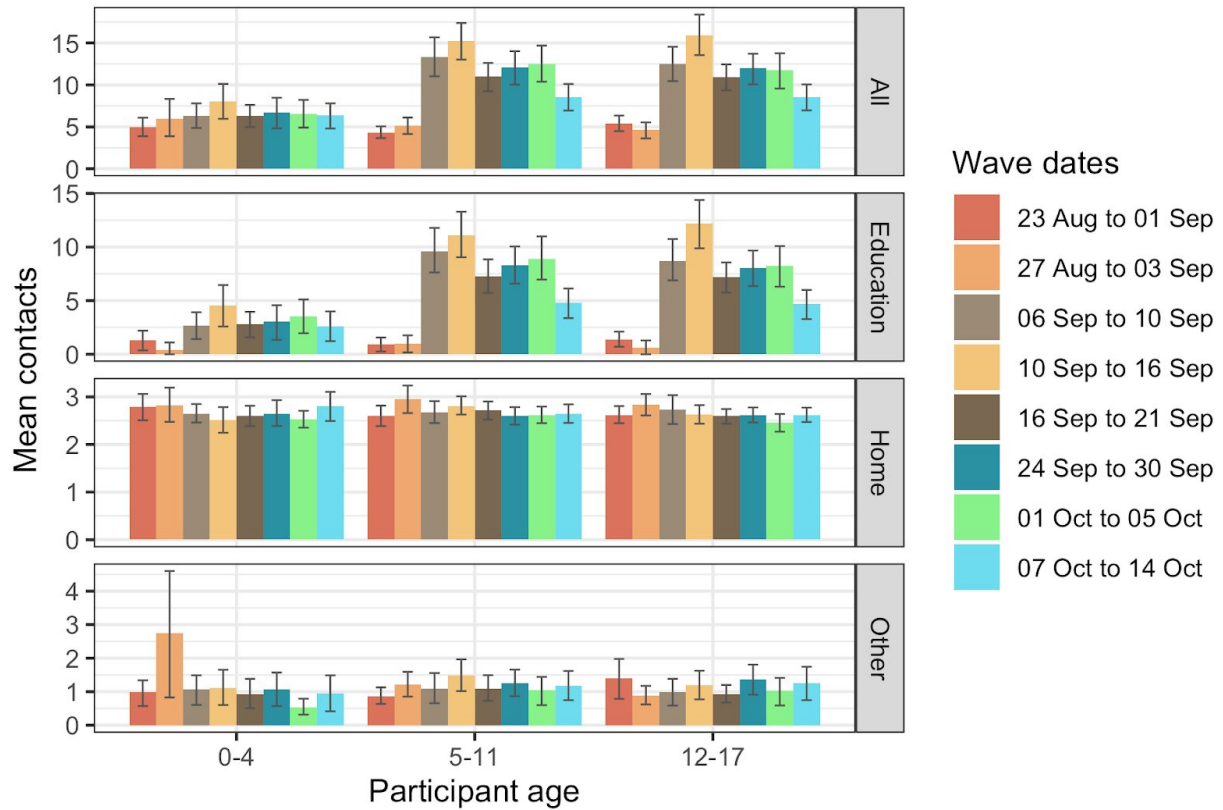 Mean contacts
15
10
5
0
All
15
10
5
0
Education
3
2
1
0
Home
4
3
2
1
0
Other
0-4
5-11
12-17
Participant age
Wave dates
23 Aug to 01 Sep
27 Aug to 03 Sep
06 Sep to 10 Sep
10 Sep to 16 Sep
16 Sep to 21 Sep
24 Sep to 30 Sep
01 Oct to 05 Oct
07 Oct to 14 Oct